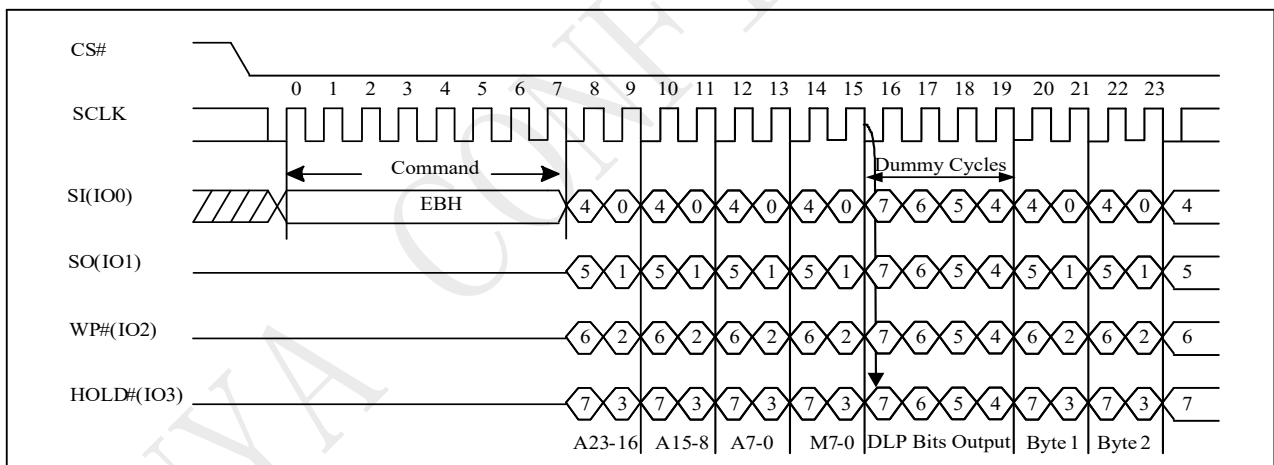 CS#
0 1 2 3 4 5 6 7 8 9 10 11 12 13 14 15 16 17 18 19 20 21 22 23
SCLK
Command Dummy Cycles
SI(IO0) EBH 4 0 4 0 4 0 4 0 7 6 5 4 4 0 4 0 4
SO(IO1) 5 1 5 1 5 1 5 1 7 6 5 4 5 1 5 1 5
WP#(IO2) 6 2 6 2 6 2 6 2 7 6 5 4 6 2 6 2 6
HOLD#(IO3) 7 3 7 3 7 3 7 3 7 6 5 4 7 3 7 3 7
A23-16 A15-8 A7-0 M7-0 DLP Bits Output Byte 1 Byte 2